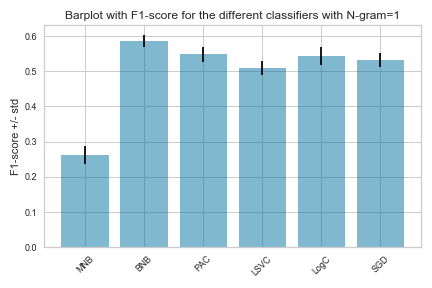 Barplot with F1-score for the different classifiers with N-gram=1
F1-score +/- std
0.6
0.5
0.4
0.3
0.2
0.1
0.0
MNB
BNB
PAC
LSVC
LogC
SGD